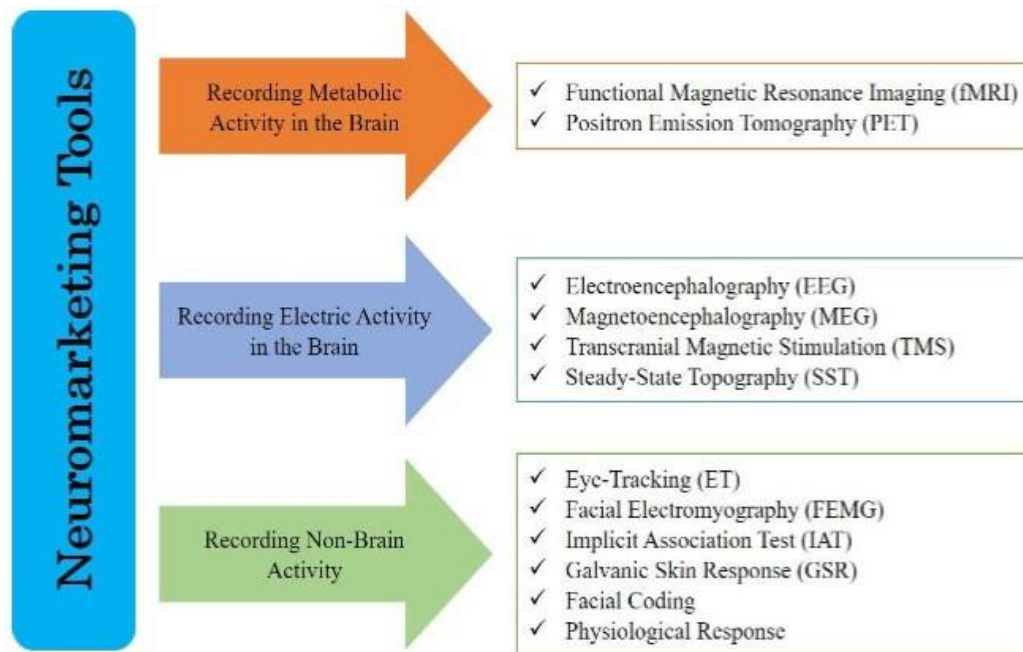 Neuromarketing Tools
Recording Metabolic
Activity in the Brain
✓ Functional Magnetic Resonance Imaging (fMRI)
✓ Positron Emission Tomography (PET)
Recording Electric Activity
in the Brain
✓ Electroencephalography (EEG)
✓ Magnetoencephalography (MEG)
✓ Transcranial Magnetic Stimulation (TMS)
✓ Steady-State Topography (SST)
Recording Non-Brain
Activity
✓ Eye-Tracking (ET)
✓ Facial Electromyography (FEMG)
✓ Implicit Association Test (IAT)
✓ Galvanic Skin Response (GSR)
✓ Facial Coding
✓ Physiological Response